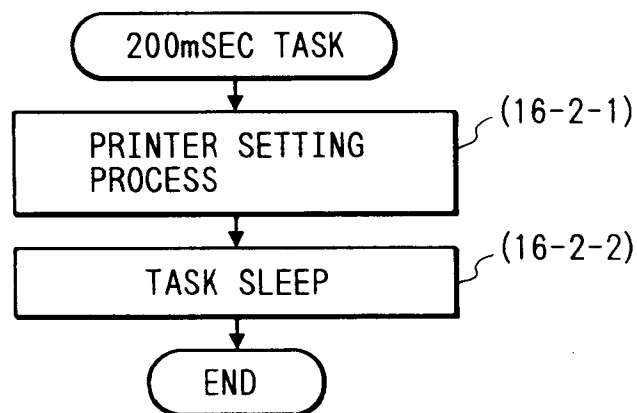 200mSEC TASK
(16-2-1)
PRINTER SETTING
PROCESS
(16-2-2)
TASK SLEEP
END